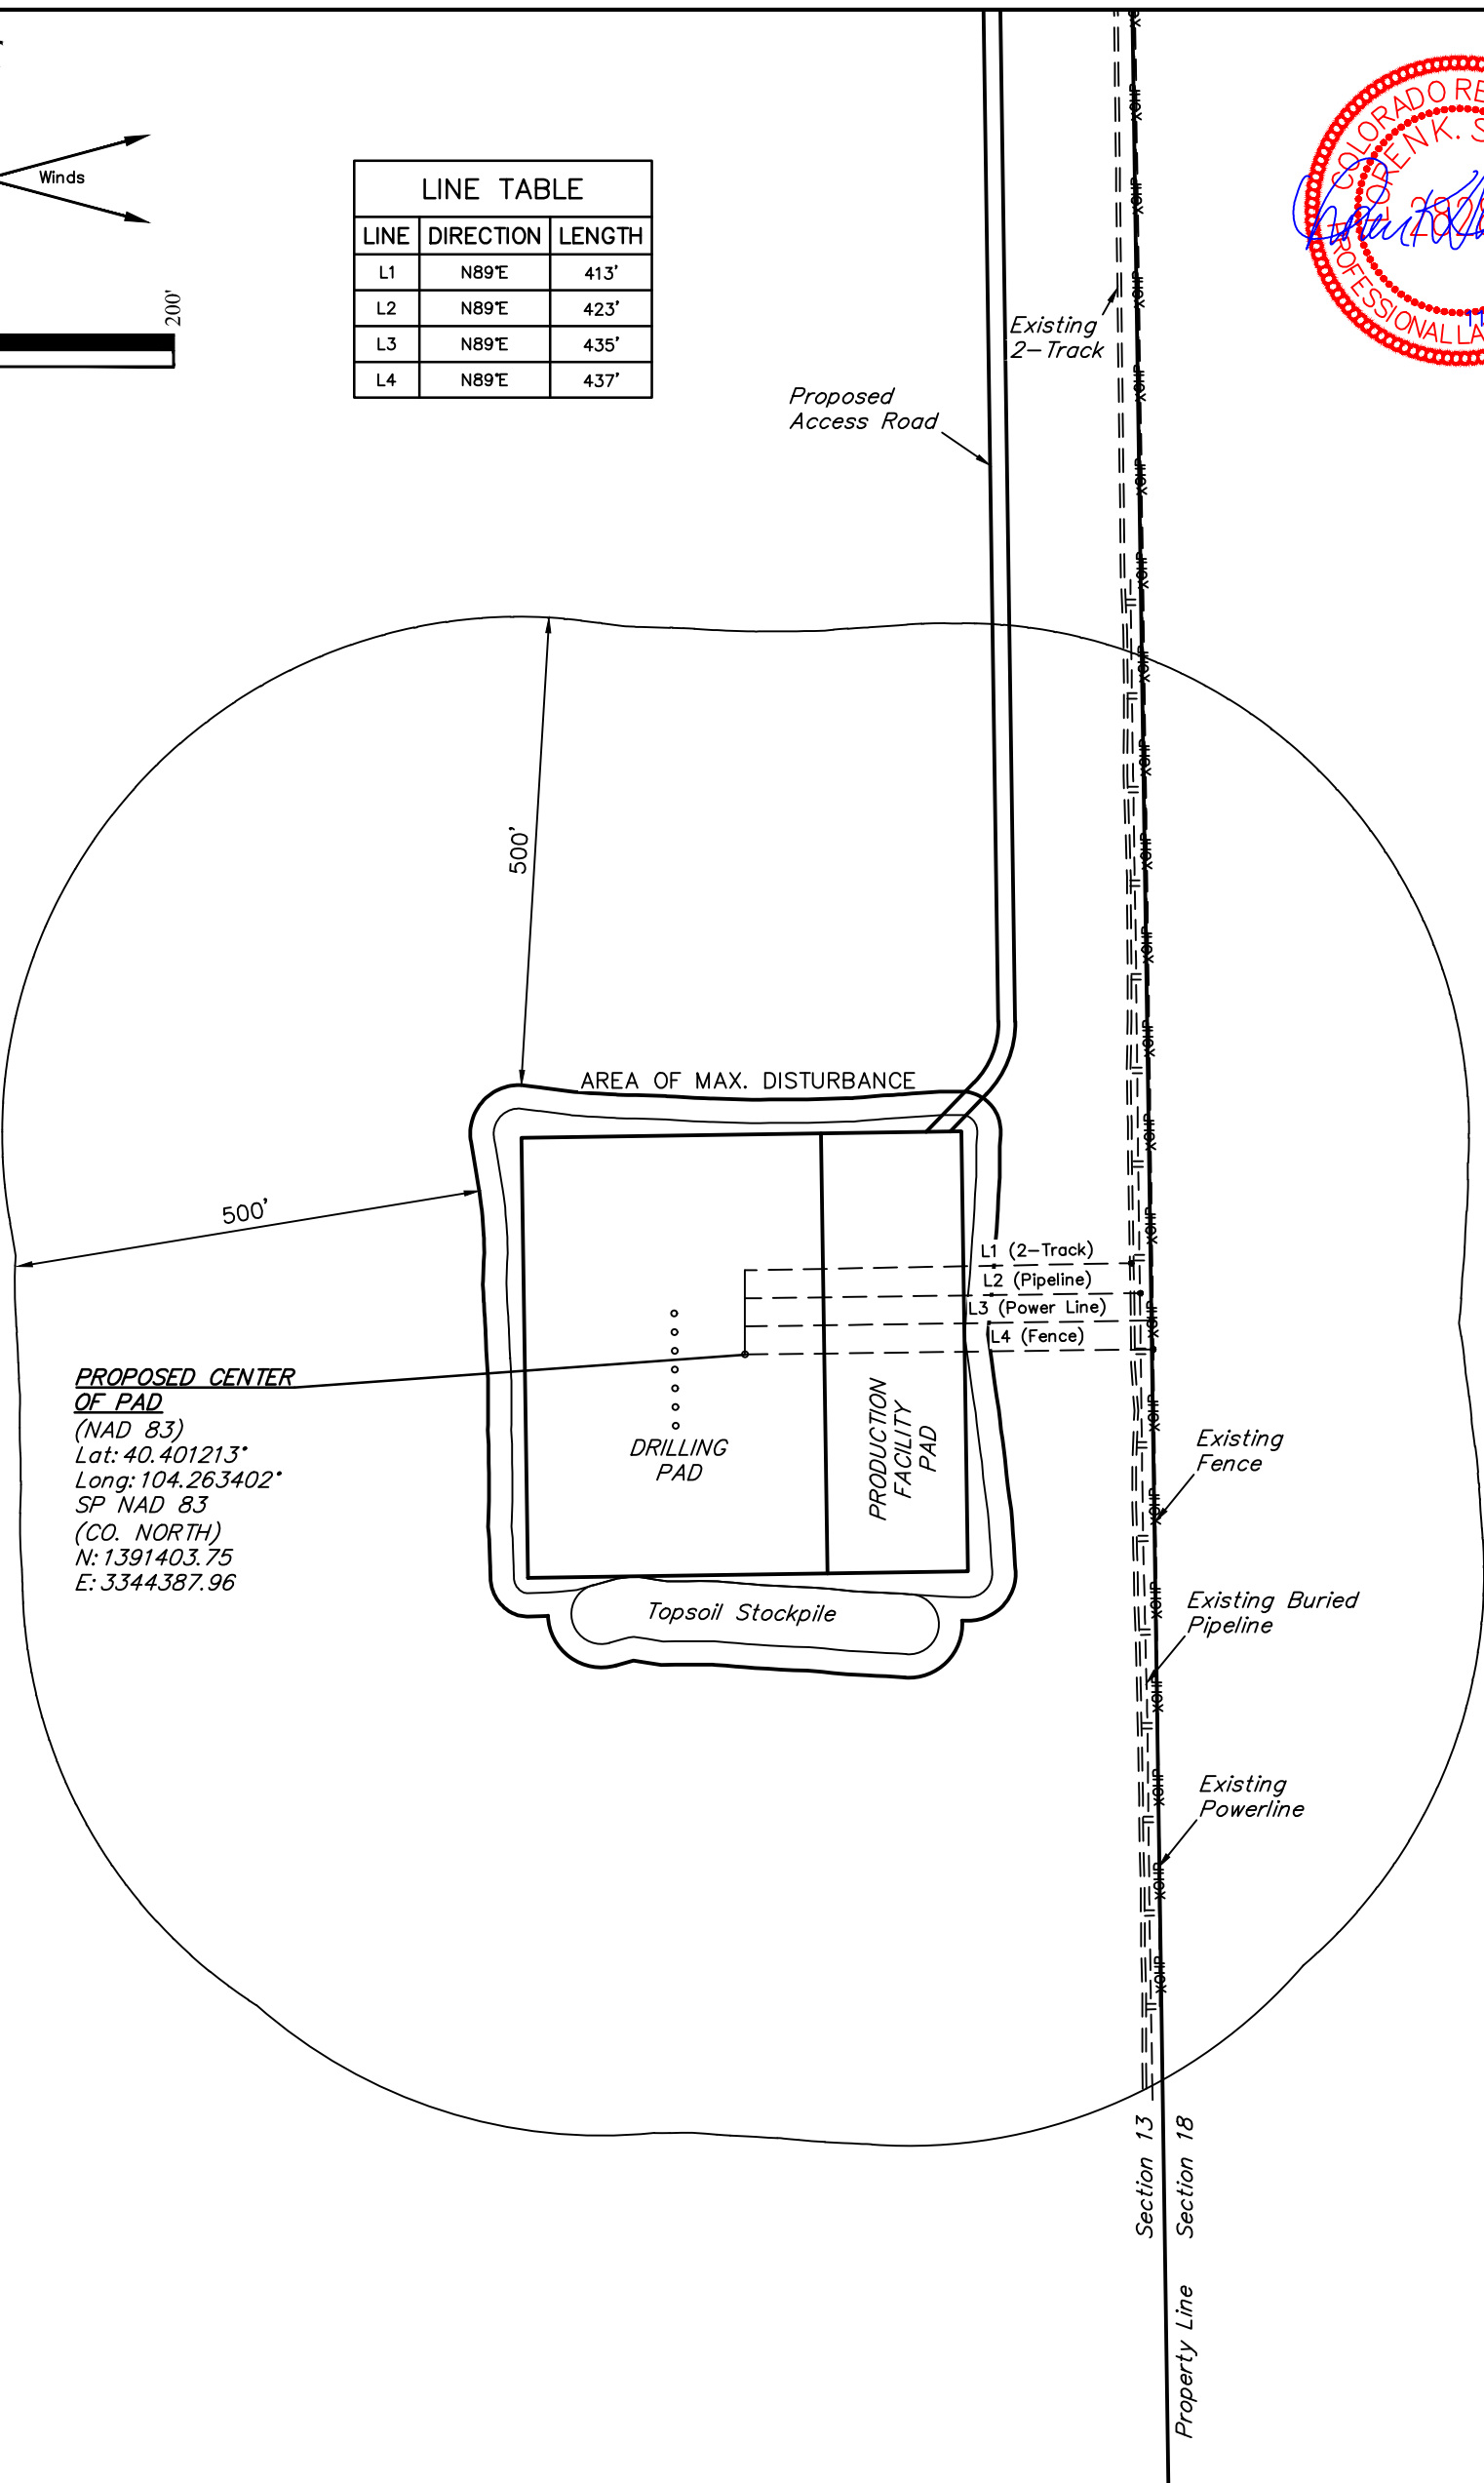 Winds
200'
LINE TABLE
LINE DIRECTION LENGTH
L1 N89°E 413'
L2 N89°E 423'
L3 N89°E 435'
L4 N89°E 437'
COLORADO RE
LOREN K. S
PROFESSIONAL LA
Existing
2-Track
Proposed
Access Road
500'
AREA OF MAX. DISTURBANCE
500'
L1 (2-Track)
L2 (Pipeline)
L3 (Power Line)
L4 (Fence)
PROPOSED CENTER
OF PAD
(NAD 83)
Lat: 40.401213°
Long: 104.263402°
SP NAD 83
(CO. NORTH)
N: 1391403.75
E: 3344387.96
DRILLING
PAD
PRODUCTION
FACILITY
PAD
Topsoil Stockpile
Existing
Fence
Existing Buried
Pipeline
Existing
Powerline
Section 13
Section 18
Property Line